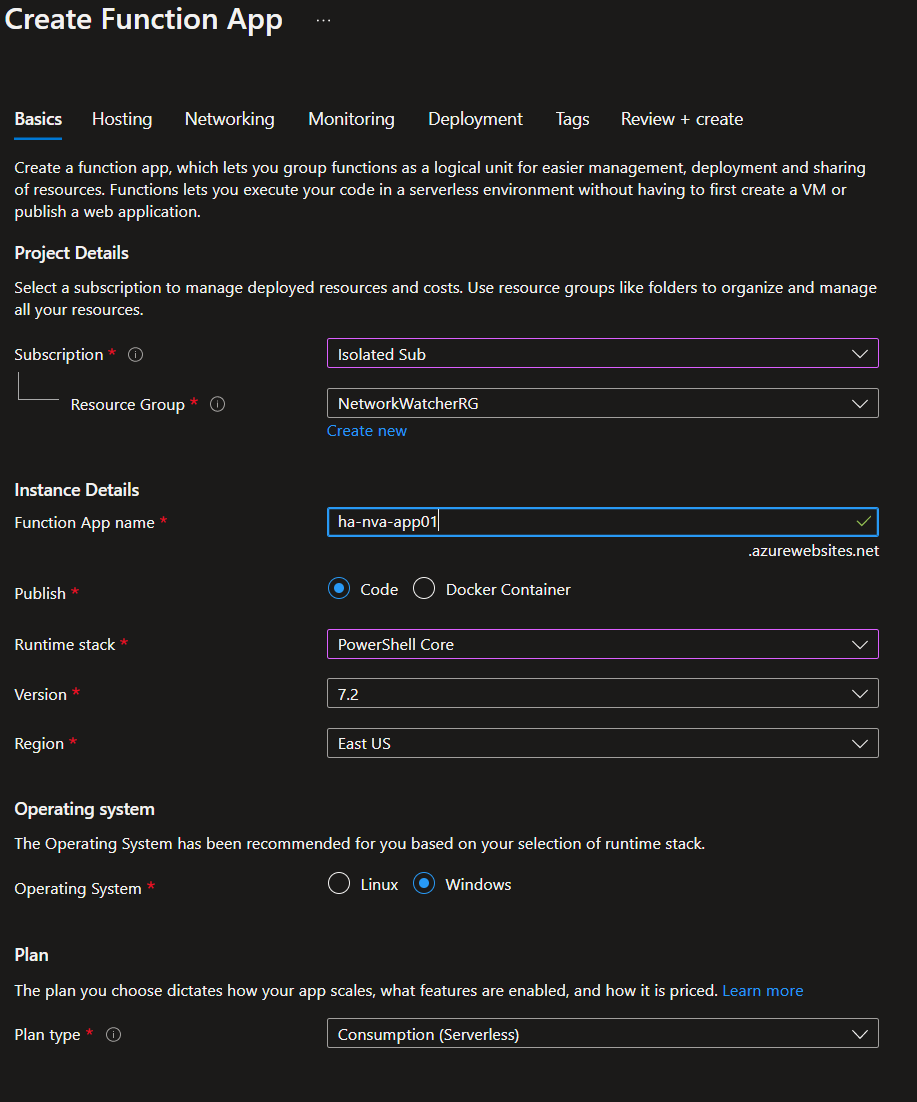 Create Function App ...
Basics Hosting Networking Monitoring Deployment Tags Review + create
Create a function app, which lets you group functions as a logical unit for easier management, deployment and sharing
of resources. Functions lets you execute your code in a serverless environment without having to first create a VM or
publish a web application.
Project Details
Select a subscription to manage deployed resources and costs. Use resource groups like folders to organize and manage
all your resources.
Subscription * Isolated Sub
Resource Group * NetworkWatcherRG
Create new
Instance Details
Function App name * ha-nva-app01
.azurewebsites.net
Publish * Code Docker Container
Runtime stack * PowerShell Core
Version * 7.2
Region * East US
Operating system
The Operating System has been recommended for you based on your selection of runtime stack.
Operating System * Linux Windows
Plan
The plan you choose dictates how your app scales, what features are enabled, and how it is priced. Learn more
Plan type * Consumption (Serverless)